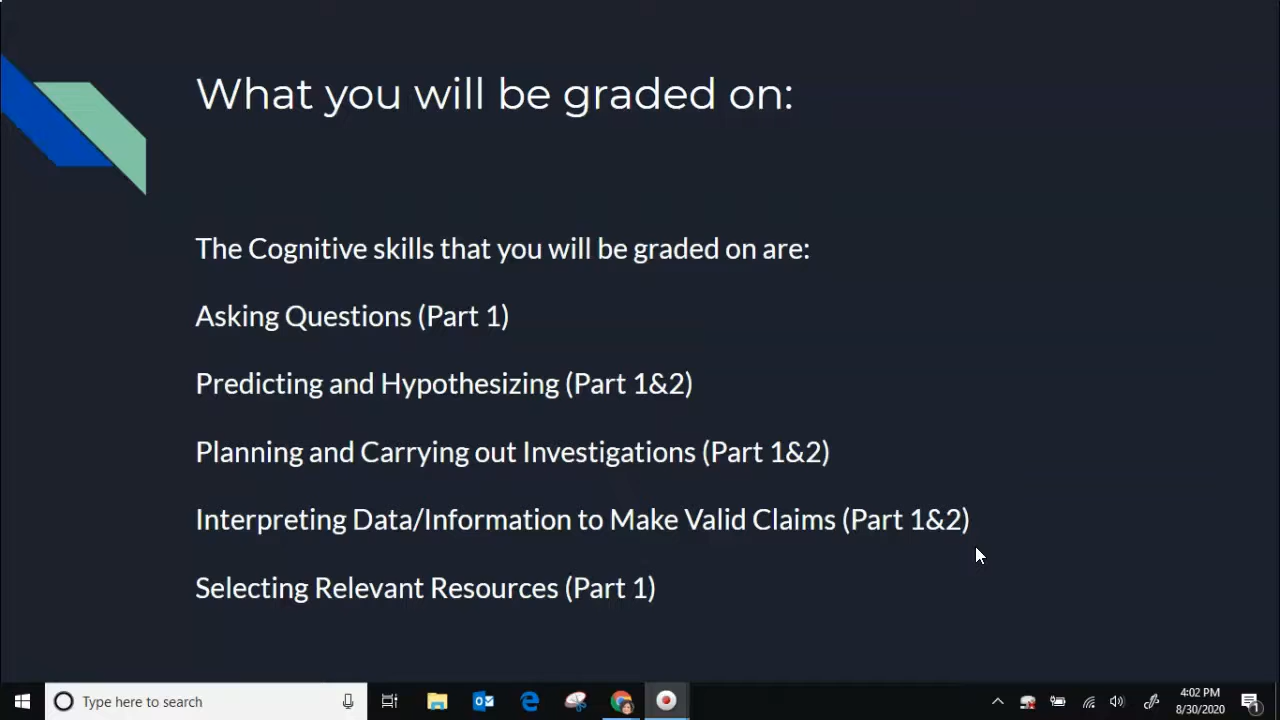 What you will be graded on:
The Cognitive skills that you will be graded on are:
Asking Questions (Part 1)
Predicting and Hypothesizing (Part 1&2)
Planning and Carrying out Investigations (Part 1&2)
Interpreting Data/Information to Make Valid Claims (Part 1&2)
Selecting Relevant Resources (Part 1)
Type here to search
4:02 PM
8/30/2020
1